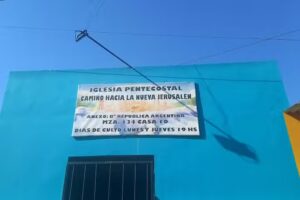 IGLESIA PENTECOSTAL
CAMINO HACIA LA NUEVA JERUSALEN
ANEXO: Bº REPUBLICA ARGENTINA
MZA. 134 CASA 20
DIAS DE CULTO LUNES Y JUEVES 19 HS